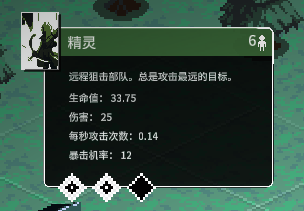 精灵 6
远程狙击部队。总是攻击最远的目标。
生命值： 33.75
伤害： 25
每秒攻击次数： 0.14
暴击机率： 12